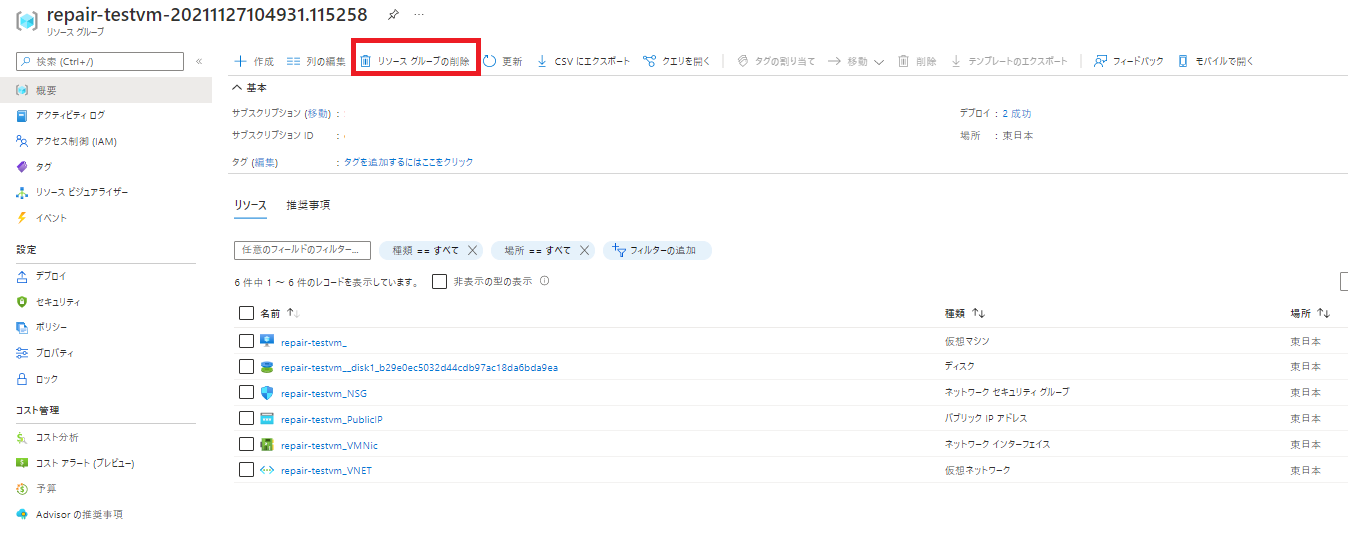 repair-testvm-20211127104931.115258
リソース グループ
検索 (Ctrl+/)
作成 列の編集 リソース グループの削除 更新 CSV にエクスポート クエリを開く タグの割り当て 移動 削除 テンプレートのエクスポート フィードバック モバイルで開く
概要
アクティビティ ログ
アクセス制御 (IAM)
タグ
リソース ビジュアライザー
イベント
設定
デプロイ
セキュリティ
ポリシー
プロパティ
ロック
コスト管理
コスト分析
コスト アラート (プレビュー)
予算
Advisor の推奨事項
基本
サブスクリプション (移動) :
デプロイ : 2 成功
サブスクリプション ID :
場所 : 東日本
タグ (編集) : タグを追加するにはここをクリック
リソース 推奨事項
任意のフィールドのフィルター...
種類 == すべて
場所 == すべて
フィルターの追加
6 件中 1 ～ 6 件のレコードを表示しています。 非表示の型の表示
名前 種類 場所
repair-testvm_ 仮想マシン 東日本
repair-testvm__disk1_b29e0ec5032d44cdb97ac18da6bda9ea ディスク 東日本
repair-testvm_NSG ネットワーク セキュリティ グループ 東日本
repair-testvm_PublicIP パブリック IP アドレス 東日本
repair-testvm_VMNic ネットワーク インターフェイス 東日本
repair-testvm_VNET 仮想ネットワーク 東日本